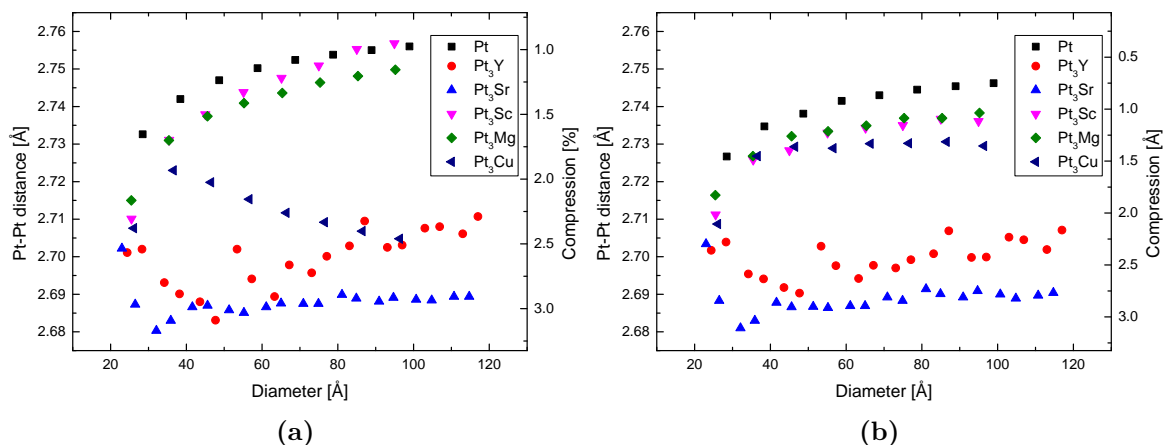 2.76
2.75
2.74
2.73
2.72
2.71
2.70
2.69
2.68
Pt-Pt distance [Å]
20 40 60 80 100 120
Diameter [Å]
1.0
1.5
2.0
2.5
3.0
Compression [%]
Pt
Pt3Y
Pt3Sr
Pt3Sc
Pt3Mg
Pt3Cu
(a)
2.76
2.75
2.74
2.73
2.72
2.71
2.70
2.69
2.68
Pt-Pt distance [Å]
20 40 60 80 100 120
Diameter [Å]
0.5
1.0
1.5
2.0
2.5
3.0
Compression [Å]
Pt
Pt3Y
Pt3Sr
Pt3Sc
Pt3Mg
Pt3Cu
(b)